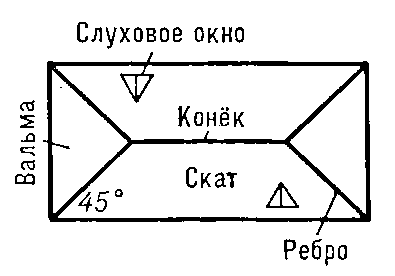 Слуховое окно
Вальма
Конёк
Скат
45°
Ребро